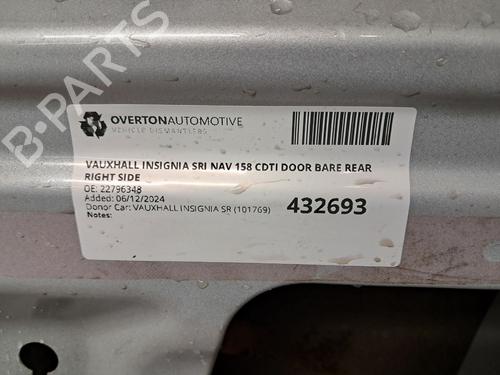 B-PARTS
OVERTONAUTOMOTIVE
VEHICLE DISMANTLERS
VAUXHALL INSIGNIA SRI NAV 158 CDTI DOOR BARE REAR
RIGHT SIDE
OE: 22796348
Added: 06/12/2024
Donor Car: VAUXHALL INSIGNIA SR (101769)
432693
Notes: